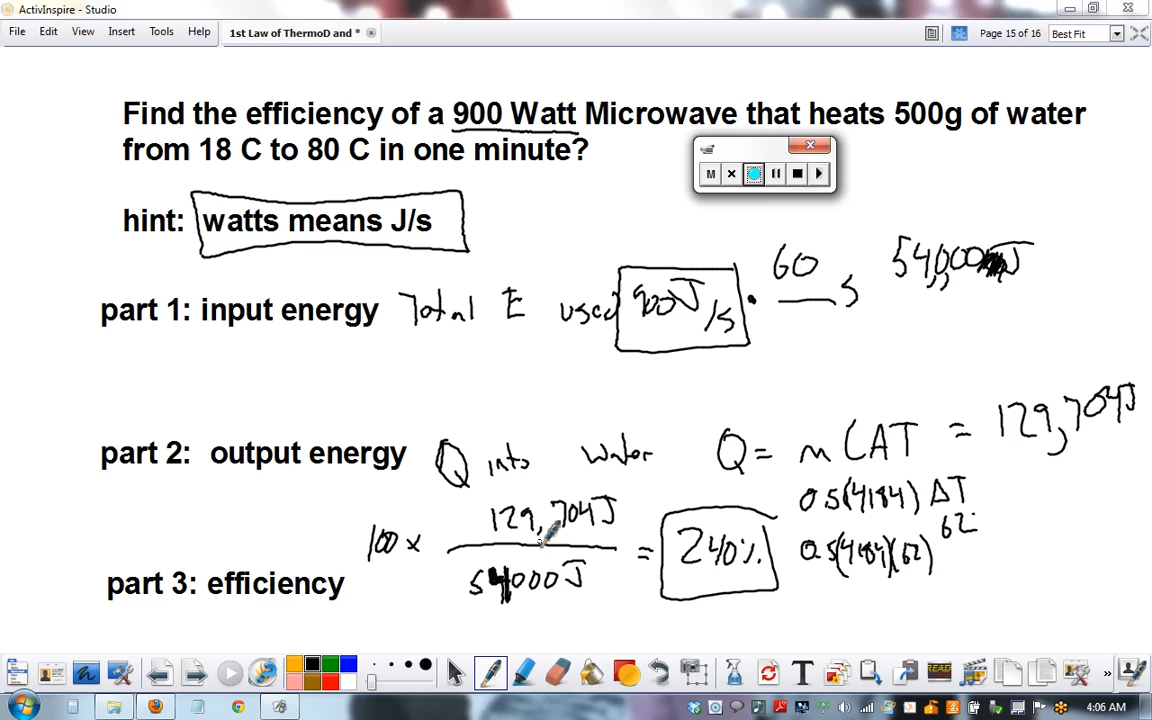 ActivInspire - Studio
File Edit View Insert Tools Help 1st Law of ThermoD and * Page 15 of 16 Best Fit
Find the efficiency of a 900 Watt Microwave that heats 500g of water
from 18 C to 80 C in one minute?
M
hint: watts means J/s
part 1: input energy Total E used 900J/s · 60 s 54,000 J
part 2: output energy Q into water Q = mCΔT = 129,704J
0.5(4184) ΔT
62
0.5(4184)(62)
100 x 129,704J
54000J
= 240%
part 3: efficiency
READ
T
»
4:06 AM